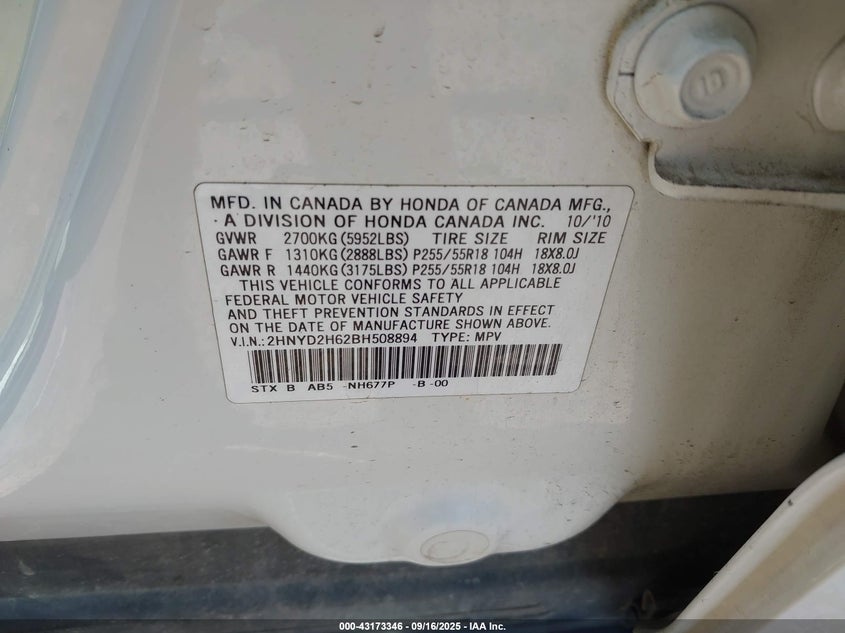 10
MFD. IN CANADA BY HONDA OF CANADA MFG.,
A DIVISION OF HONDA CANADA INC. 10/'10
GVWR 2700KG(5952LBS) TIRE SIZE RIM SIZE
GAWR F 1310KG(2888LBS) P255/55R18 104H 18X8.0J
GAWR R 1440KG(3175LBS) P255/55R18 104H 18X8.0J
THIS VEHICLE CONFORMS TO ALL APPLICABLE
FEDERAL MOTOR VEHICLE SAFETY
AND THEFT PREVENTION STANDARDS IN EFFECT
ON THE DATE OF MANUFACTURE SHOWN ABOVE.
V.I.N.:2HNYD2H62BH508894 TYPE: MPV
STX B AB5 -NH677P -B-00
000-43173346 - 09/16/2025 - IAA Inc.